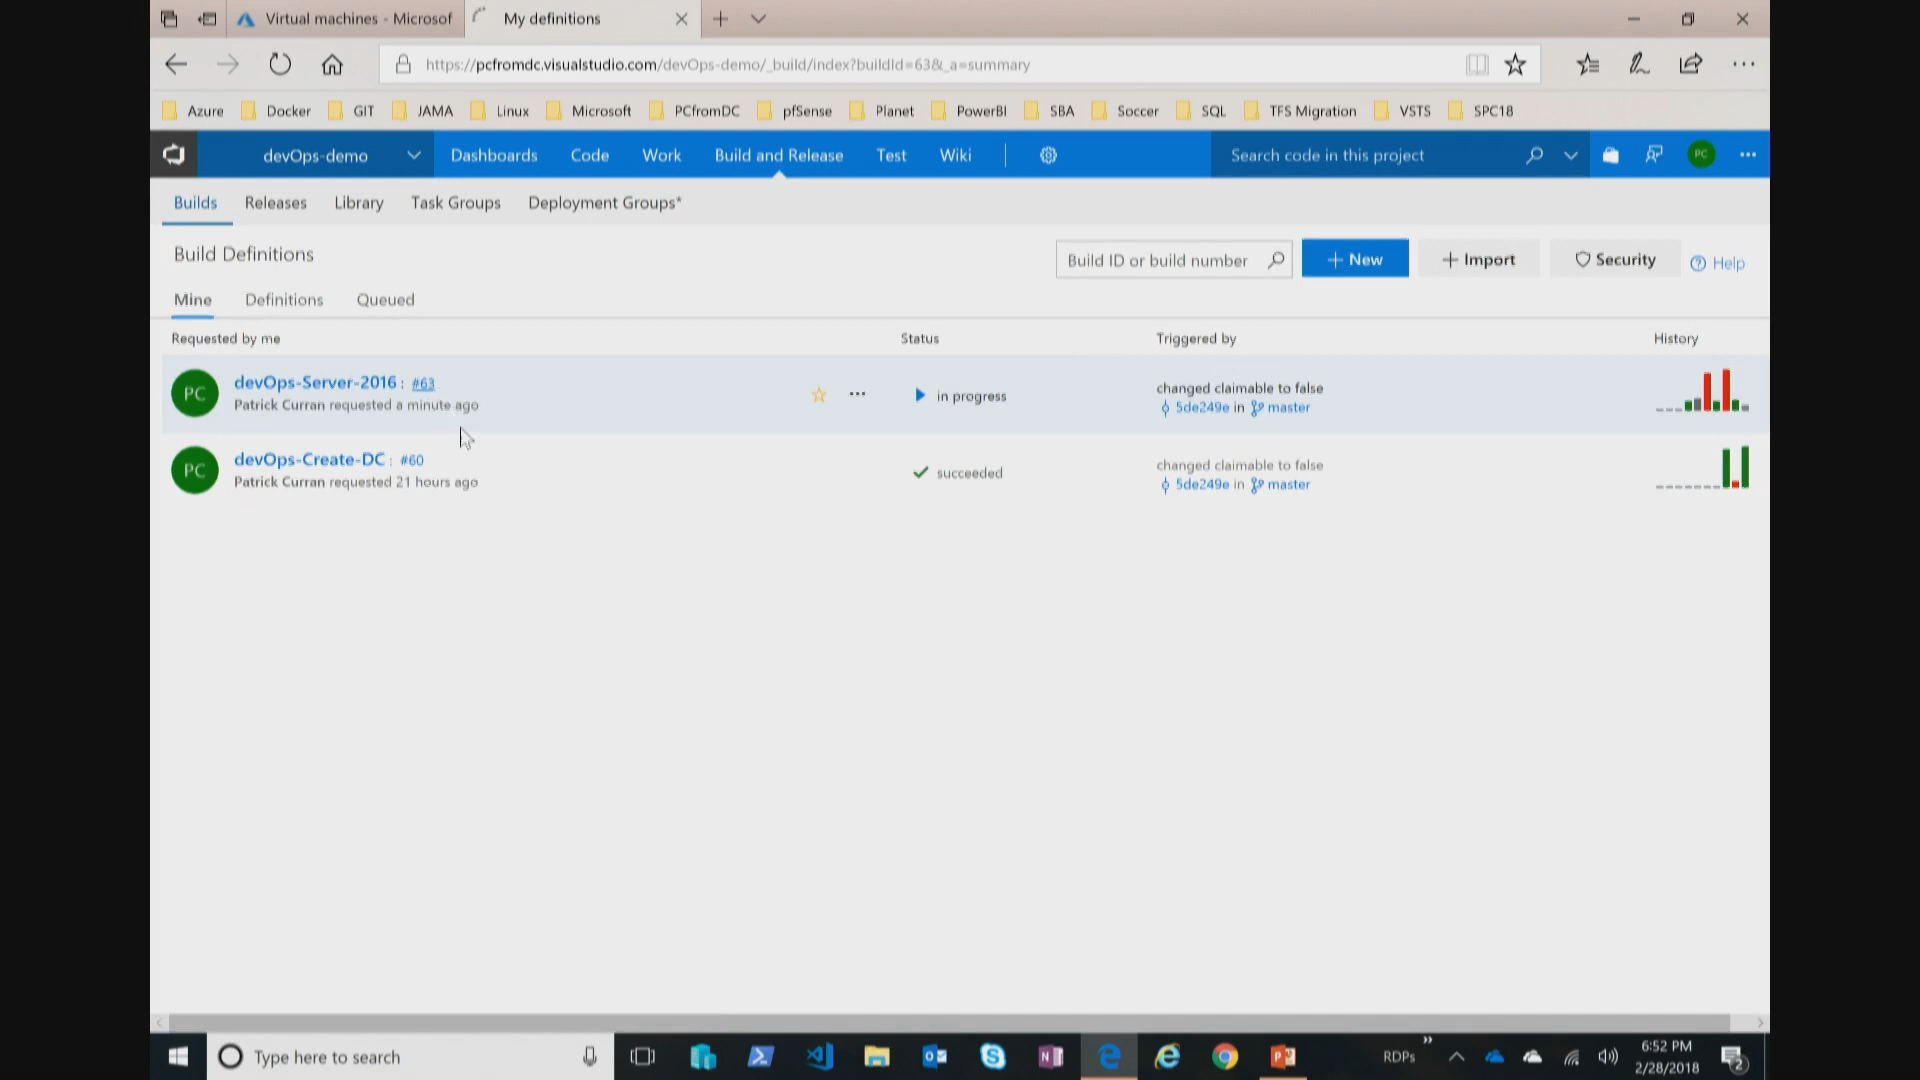 Virtual machines - Microsof
My definitions
https://pcfromdc.visualstudio.com/devOps-demo/_build/index?buildId=63&_a=summary
Azure Docker GIT JAMA Linux Microsoft PCfromDC pfSense Planet PowerBI SBA Soccer SQL TFS Migration VSTS SPC18
devOps-demo Dashboards Code Work Build and Release Test Wiki Search code in this project PC
Builds Releases Library Task Groups Deployment Groups*
Build Definitions
Build ID or build number + New + Import Security Help
Mine Definitions Queued
Requested by me Status Triggered by History
PC devOps-Server-2016 : #63
Patrick Curran requested a minute ago
in progress
changed claimable to false
5de249e in master
PC devOps-Create-DC : #60
Patrick Curran requested 21 hours ago
succeeded
changed claimable to false
5de249e in master
Type here to search
RDPs
6:52 PM
2/28/2018
2